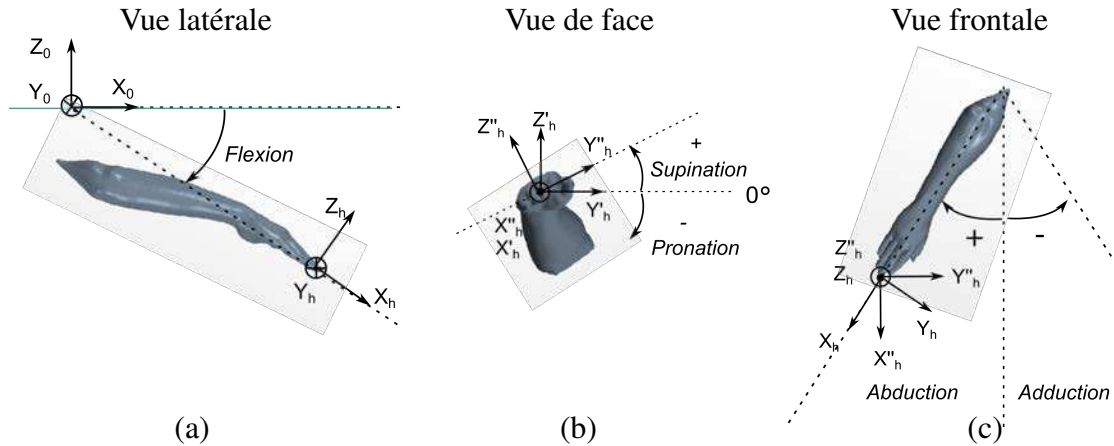 Vue latérale
Z₀
Y₀
X₀
Flexion
Zₕ
Yₕ
Xₕ
(a)
Vue de face
Z''ₕ
Z'ₕ
Y''ₕ
+
Supination
0°
Y'ₕ
X''ₕ
X'ₕ
-
Pronation
(b)
Vue frontale
+
-
Z''ₕ
Zₕ
Y''ₕ
Yₕ
Xₕ
X''ₕ
Abduction
Adduction
(c)